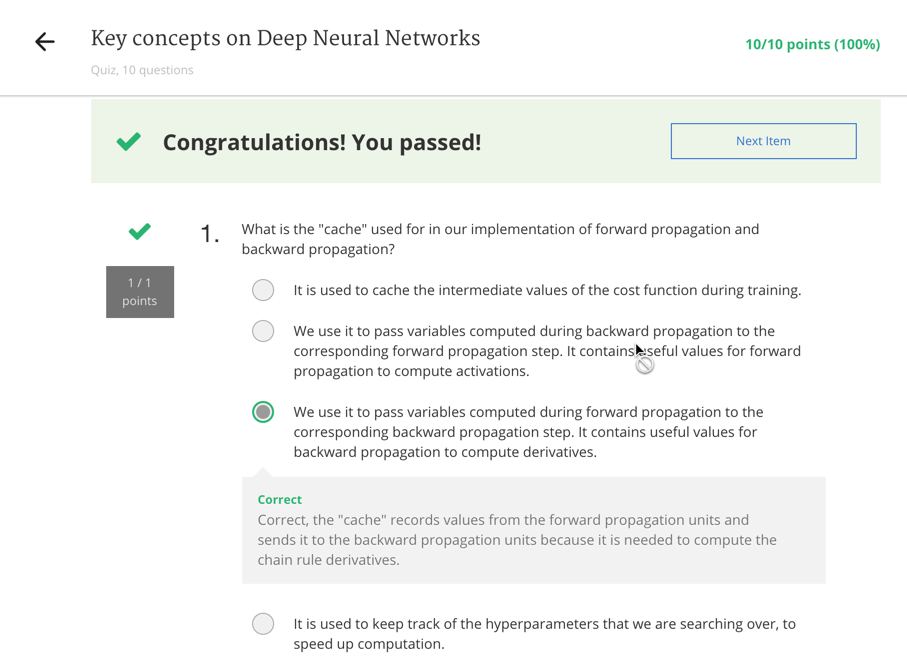 Key concepts on Deep Neural Networks
10/10 points (100%)
Quiz, 10 questions
Congratulations! You passed!
Next Item
1 / 1
points
1.
What is the "cache" used for in our implementation of forward propagation and
backward propagation?
It is used to cache the intermediate values of the cost function during training.
We use it to pass variables computed during backward propagation to the
corresponding forward propagation step. It contains useful values for forward
propagation to compute activations.
We use it to pass variables computed during forward propagation to the
corresponding backward propagation step. It contains useful values for
backward propagation to compute derivatives.
Correct
Correct, the "cache" records values from the forward propagation units and
sends it to the backward propagation units because it is needed to compute the
chain rule derivatives.
It is used to keep track of the hyperparameters that we are searching over, to
speed up computation.